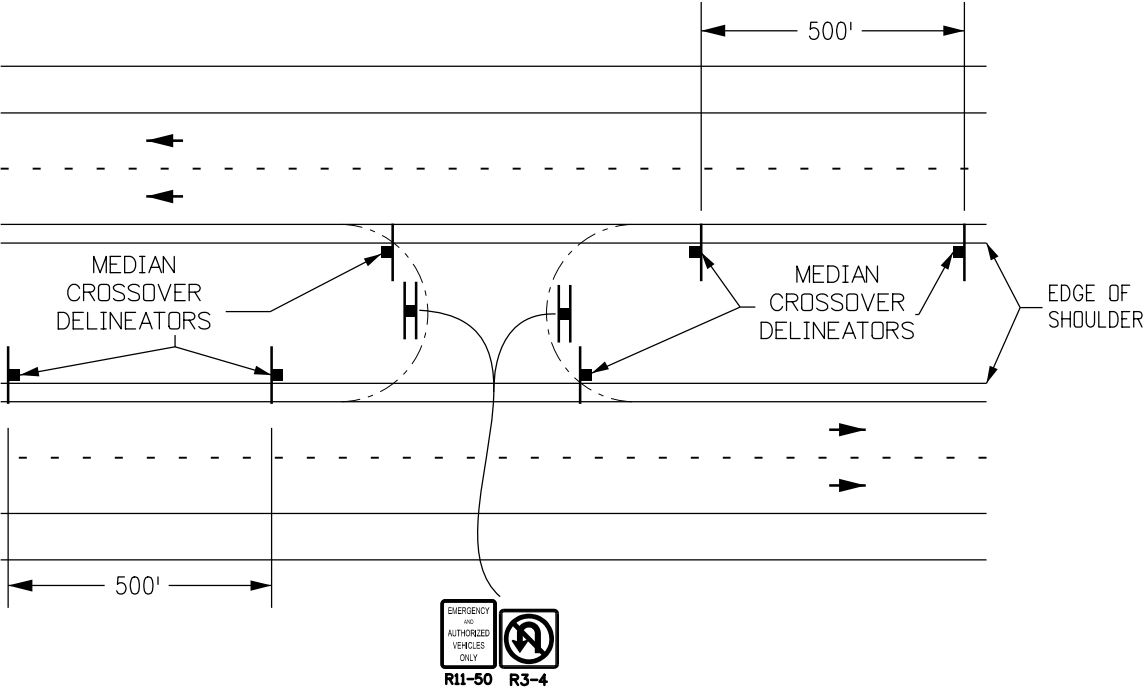 500'
MEDIAN
CROSSOVER
DELINEATORS
MEDIAN
CROSSOVER
DELINEATORS
EDGE OF
SHOULDER
500'
EMERGENCY
AND
AUTHORIZED
VEHICLES
ONLY
R11-50
R3-4